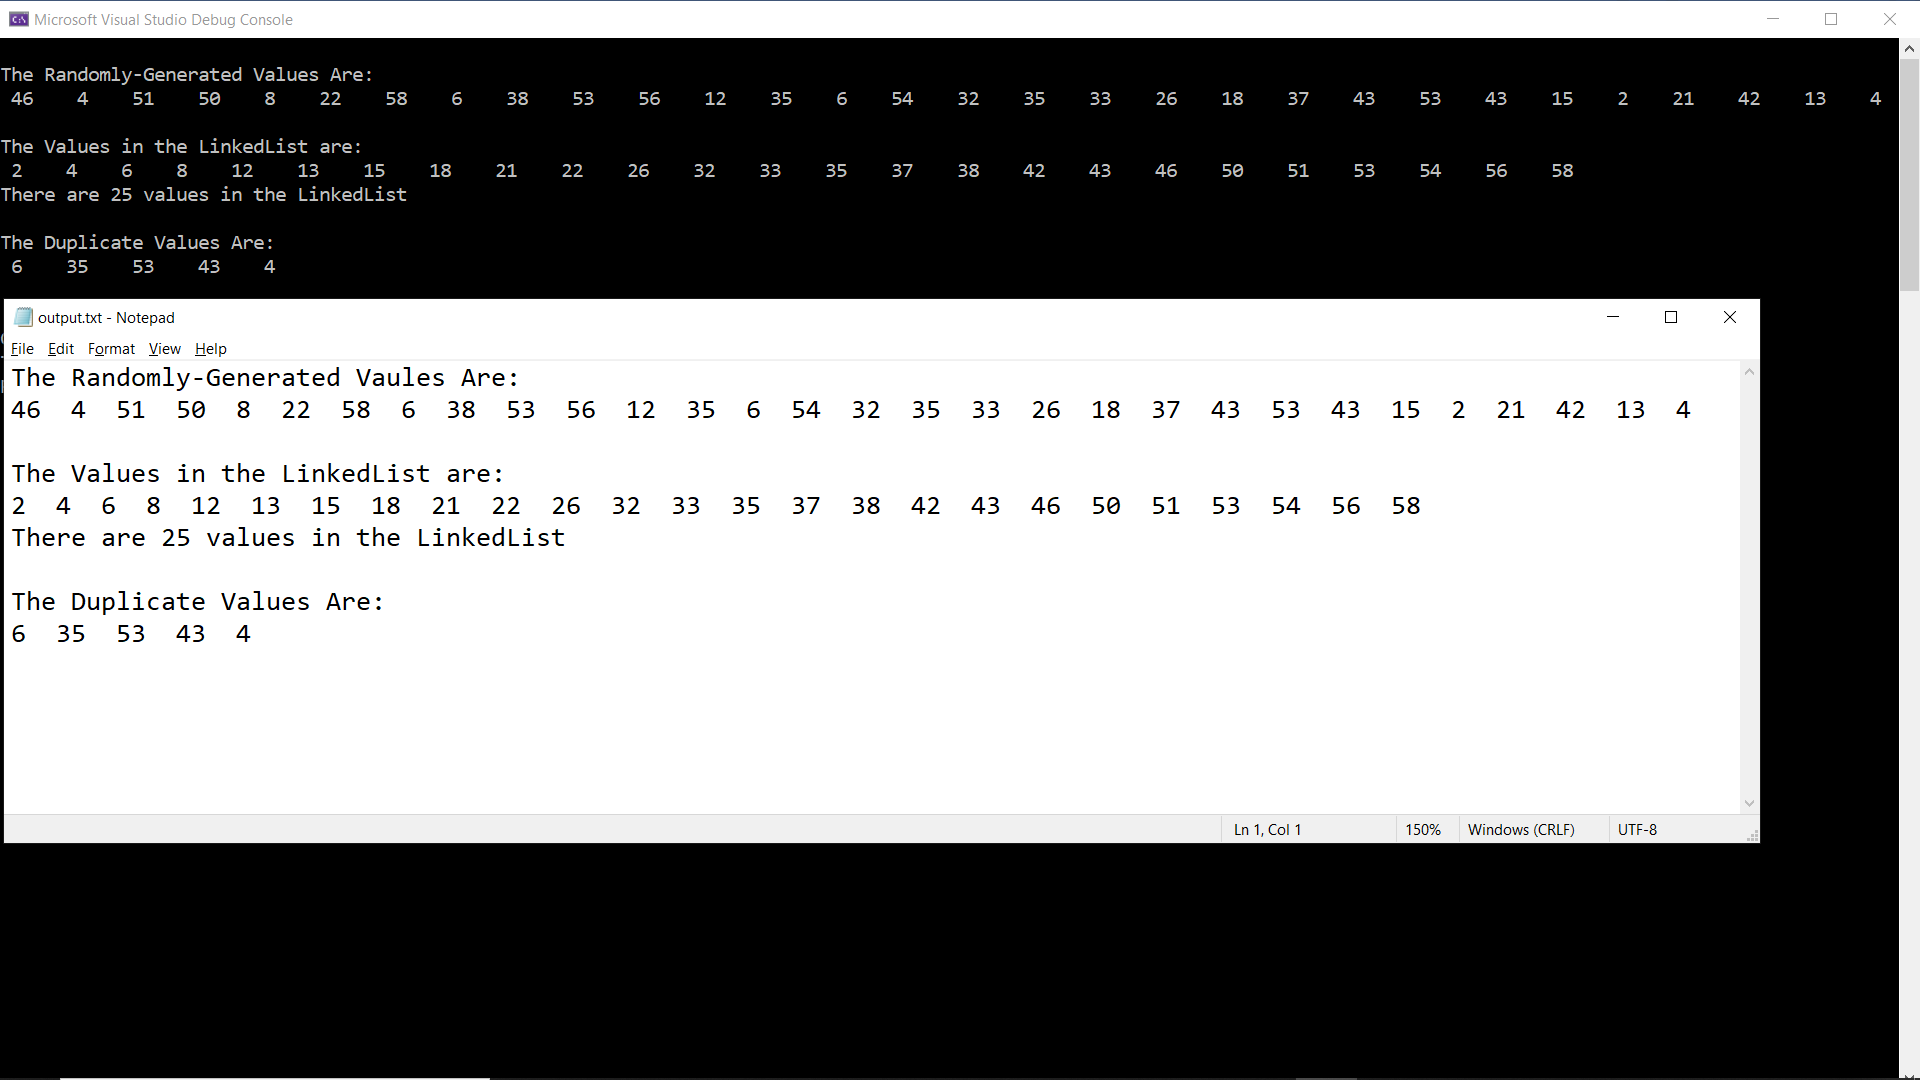 Microsoft Visual Studio Debug Console
The Randomly-Generated Values Are:
46 4 51 50 8 22 58 6 38 53 56 12 35 6 54 32 35 33 26 18 37 43 53 43 15 2 21 42 13 4
The Values in the LinkedList are:
2 4 6 8 12 13 15 18 21 22 26 32 33 35 37 38 42 43 46 50 51 53 54 56 58
There are 25 values in the LinkedList
The Duplicate Values Are:
6 35 53 43 4
output.txt - Notepad
File Edit Format View Help
The Randomly-Generated Vaules Are:
46 4 51 50 8 22 58 6 38 53 56 12 35 6 54 32 35 33 26 18 37 43 53 43 15 2 21 42 13 4
The Values in the LinkedList are:
2 4 6 8 12 13 15 18 21 22 26 32 33 35 37 38 42 43 46 50 51 53 54 56 58
There are 25 values in the LinkedList
The Duplicate Values Are:
6 35 53 43 4
Ln 1, Col 1 150% Windows (CRLF) UTF-8